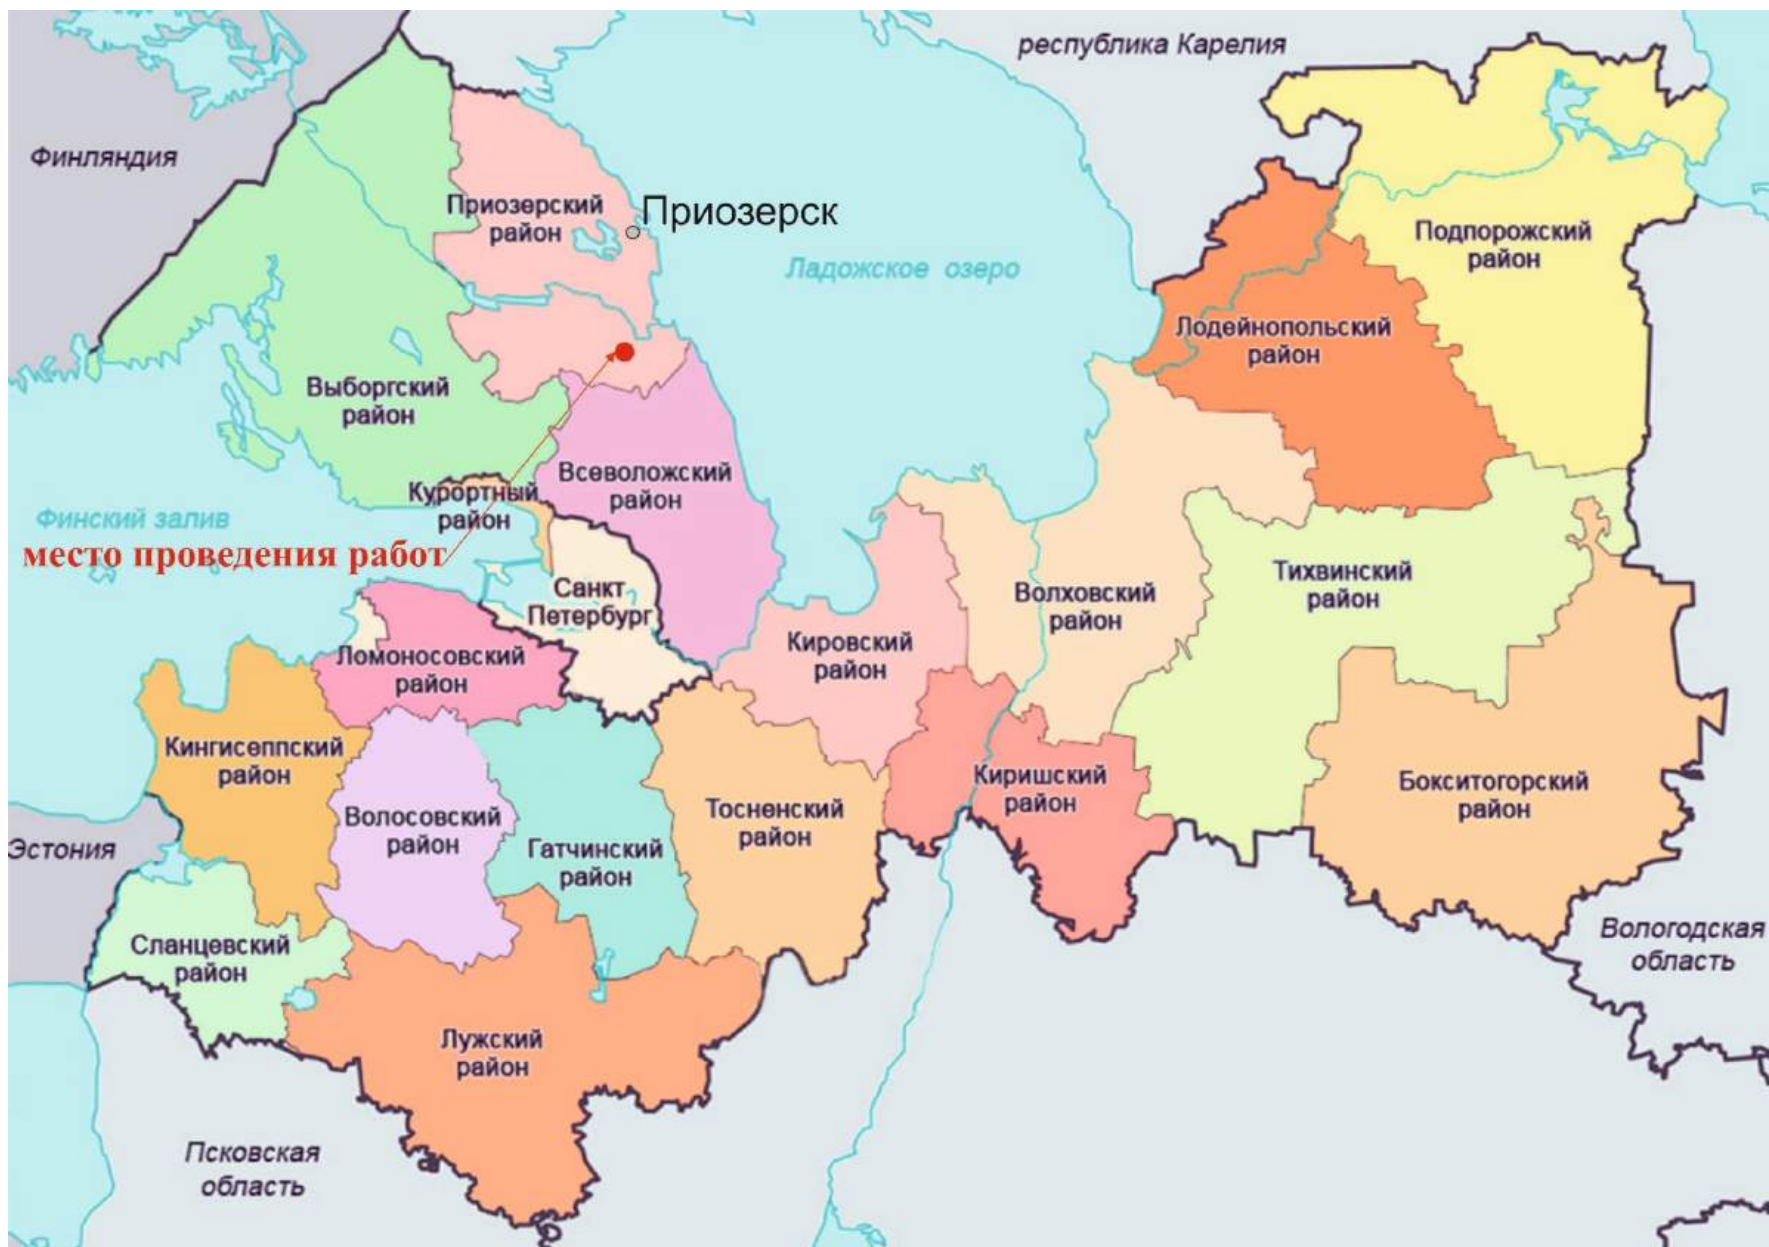 республика Карелия
Финляндия
Приозерский
район
Приозерск
Подпорожский
район
Ладожское озеро
Лодейнопольский
район
Выборгский
район
Всеволожский
район
Курортный
район
Финский залив
место проведения работ
Санкт
Петербург
Тихвинский
район
Волховский
район
Кировский
район
Ломоносовский
район
Кингисеппский
район
Киришский
район
Бокситогорский
район
Волосовский
район
Тосненский
район
Гатчинский
район
Эстония
Сланцевский
район
Вологодская
область
Лужский
район
Псковская
область